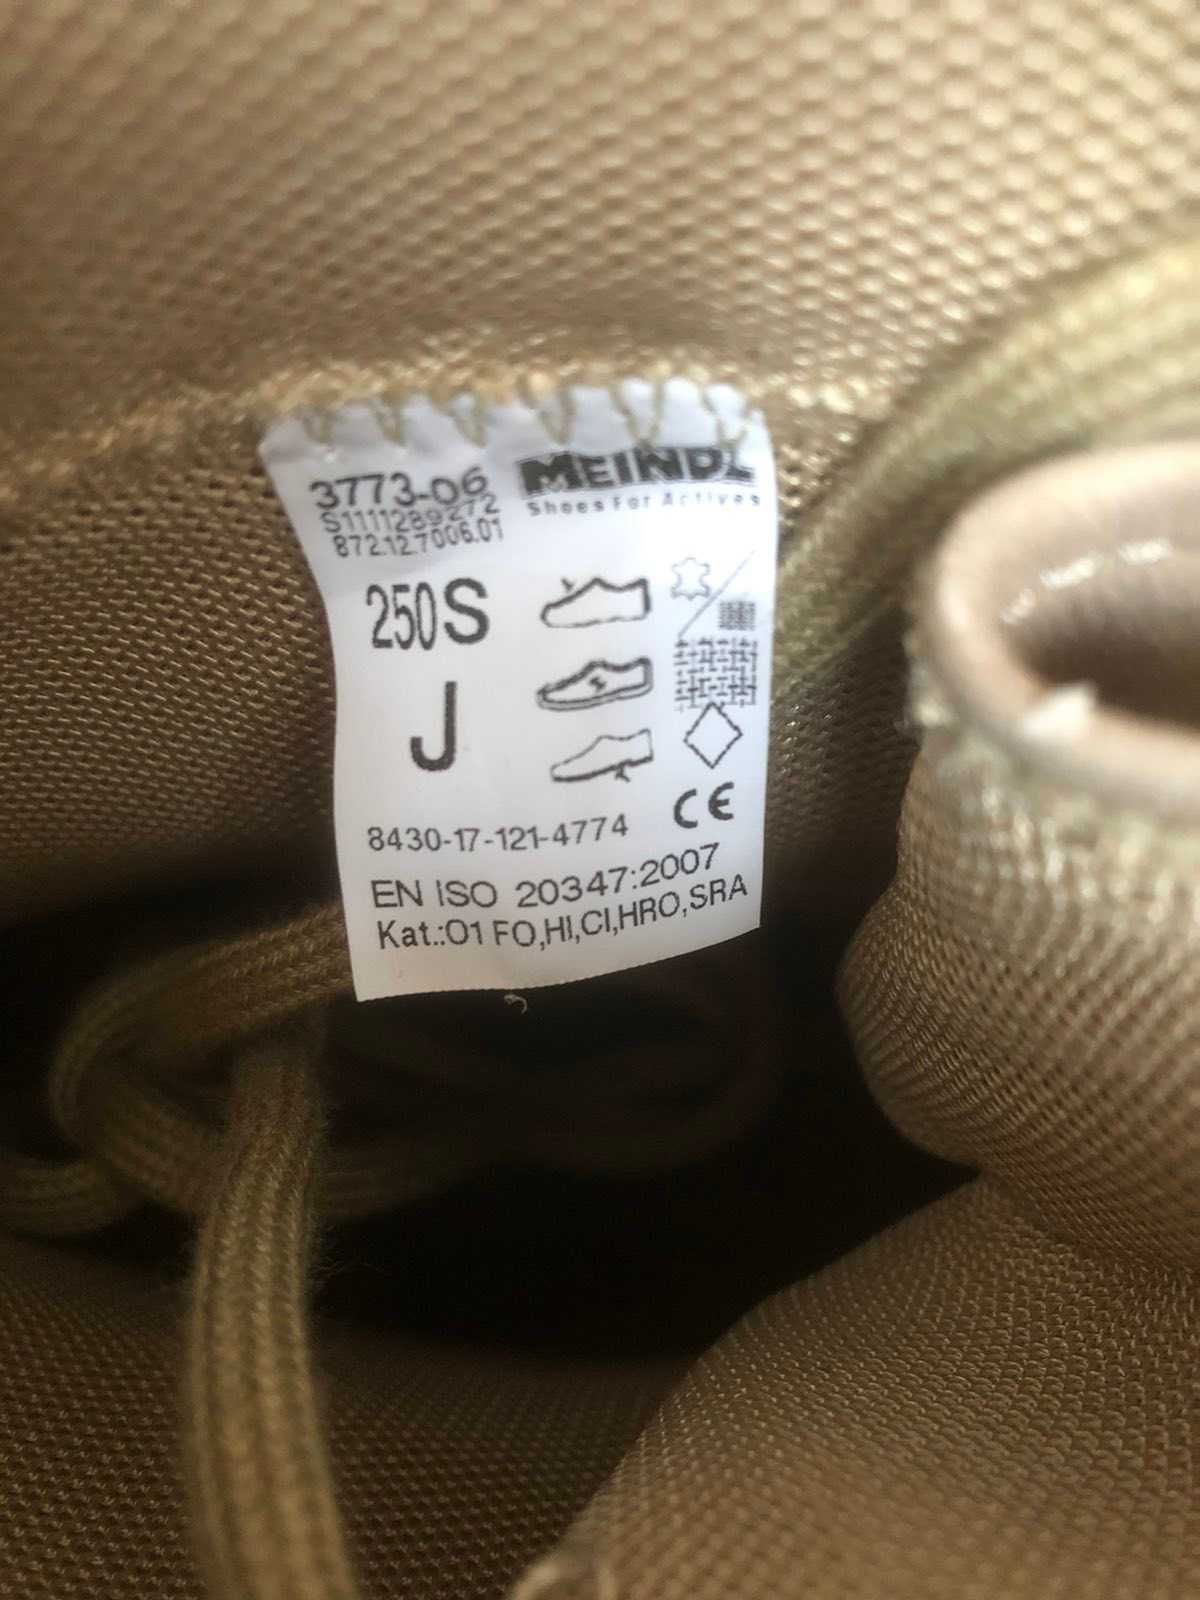 3773-06
S1111289272
872.12.7006.01
MEINDL
Shoes For Actives
250S
J
CE
8430-17-121-4774
EN ISO 20347:2007
Kat.:O1 FO,HI,CI,HRO,SRA